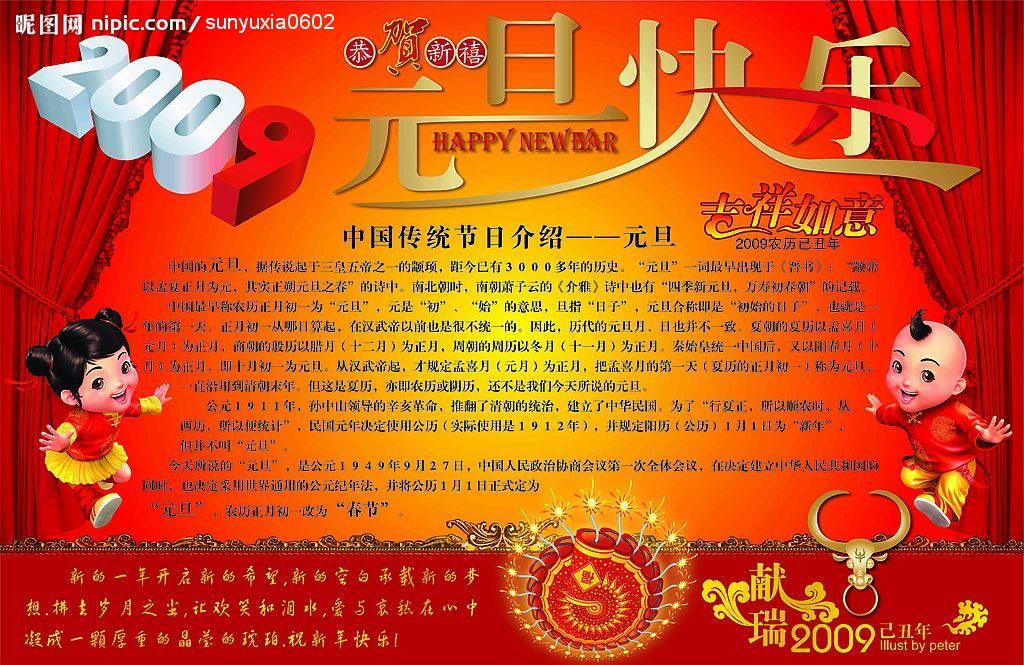 昵图网 nipic.com/sunyuxia0602
2009
恭贺新禧
元旦快乐
HAPPY NEW YEAR
吉祥如意
2009农历己丑年
中国传统节日介绍——元旦
中国的元旦，据传说起于三皇五帝之一的颛顼，距今已有3000多年的历史。“元旦”一词最早出现于《晋书》：“颛帝
以孟夏正月为元，其实正朔元旦之春”的诗中。南北朝时，南朝萧子云的《介雅》诗中也有“四季新元旦，万寿初春朝”的记载。
中国最早称农历正月初一为“元旦”，元是“初”、“始”的意思，旦指“日子”，元旦合称即是“初始的日子”，也就是一
年的第一天。正月初一从哪日算起，在汉武帝以前也是很不统一的。因此，历代的元旦月、日也并不一致。夏朝的夏历以孟喜月（
元月）为正月，商朝的殷历以腊月（十二月）为正月，周朝的周历以冬月（十一月）为正月。秦始皇统一中国后，又以阳春月（十
月）为正月，即十月初一为元旦。从汉武帝起，才规定孟喜月（元月）为正月，把孟喜月的第一天（夏历的正月初一）称为元旦，
一直沿用到清朝末年。但这是夏历，亦即农历或阴历，还不是我们今天所说的元旦。
公元1911年，孙中山领导的辛亥革命，推翻了清朝的统治，建立了中华民国。为了“行夏正，所以顺农时，从
西历，所以便统计”，民国元年决定使用公历（实际使用是1912年），并规定阳历（公历）1月1日为“新年”，
但并不叫“元旦”。
今天所说的“元旦”，是公元1949年9月27日，中国人民政治协商会议第一次全体会议，在决定建立中华人民共和国的
同时，也决定采用世界通用的公元纪年法，并将公历1月1日正式定为
“元旦”，农历正月初一改为“春节”。
新的一年开启新的希望,新的空白承载新的梦
想.拂去岁月之尘,让欢笑和泪水,爱与哀愁在心中
凝成一颗厚重的晶莹的琥珀.祝新年快乐!
献瑞
2009己丑年
Illust by peter